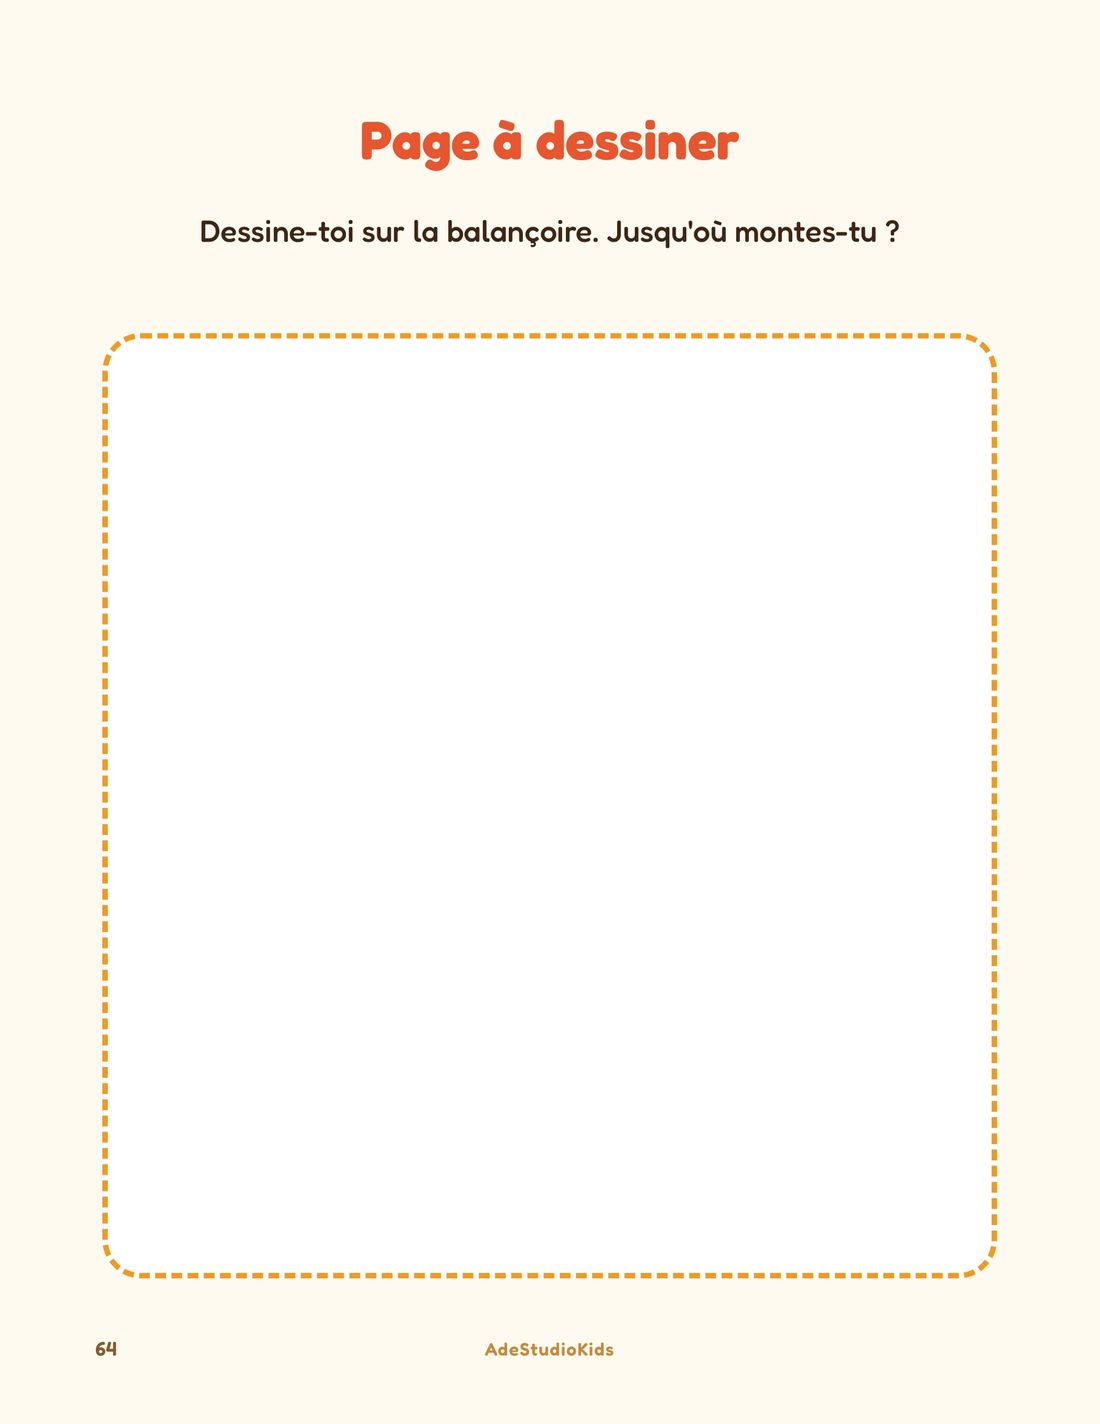 Page à dessiner
Dessine-toi sur la balançoire. Jusqu'où montes-tu ?
64
AdeStudioKids